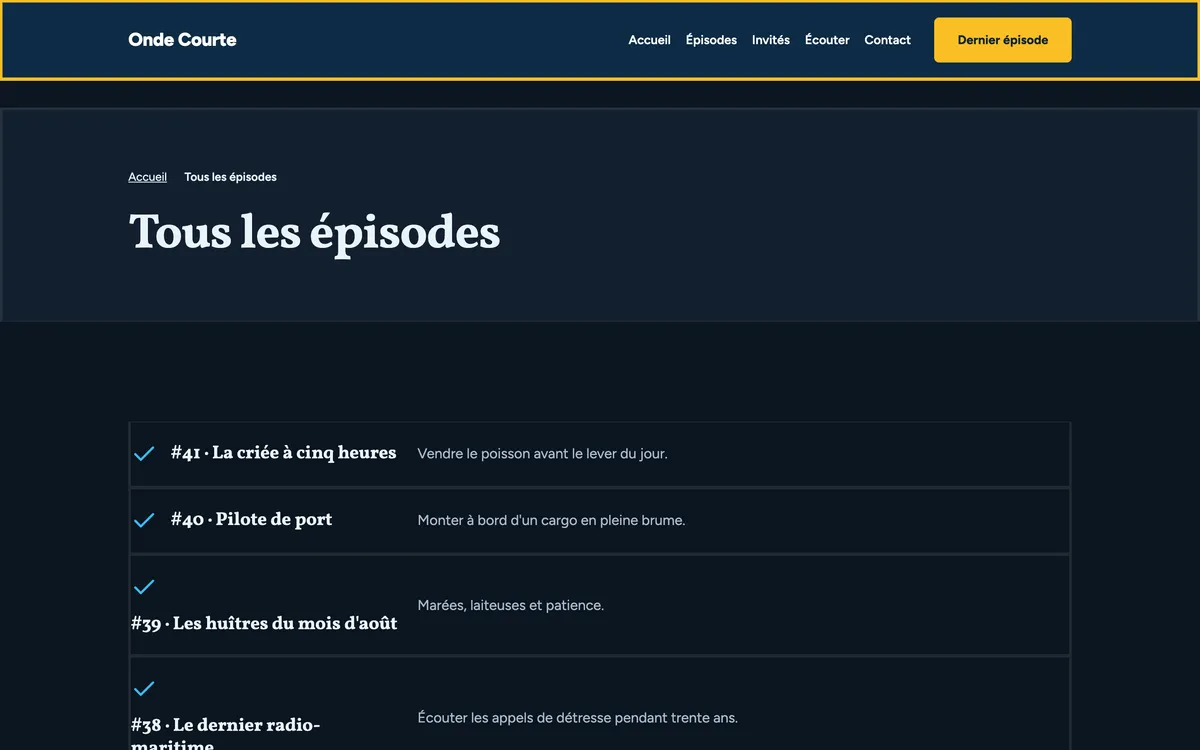 Onde Courte
Accueil Épisodes Invités Écouter Contact Dernier épisode
Accueil Tous les épisodes
Tous les épisodes
#41 · La criée à cinq heures Vendre le poisson avant le lever du jour.
#40 · Pilote de port Monter à bord d'un cargo en pleine brume.
#39 · Les huîtres du mois d'août Marées, laiteuses et patience.
#38 · Le dernier radio-
maritime
Écouter les appels de détresse pendant trente ans.